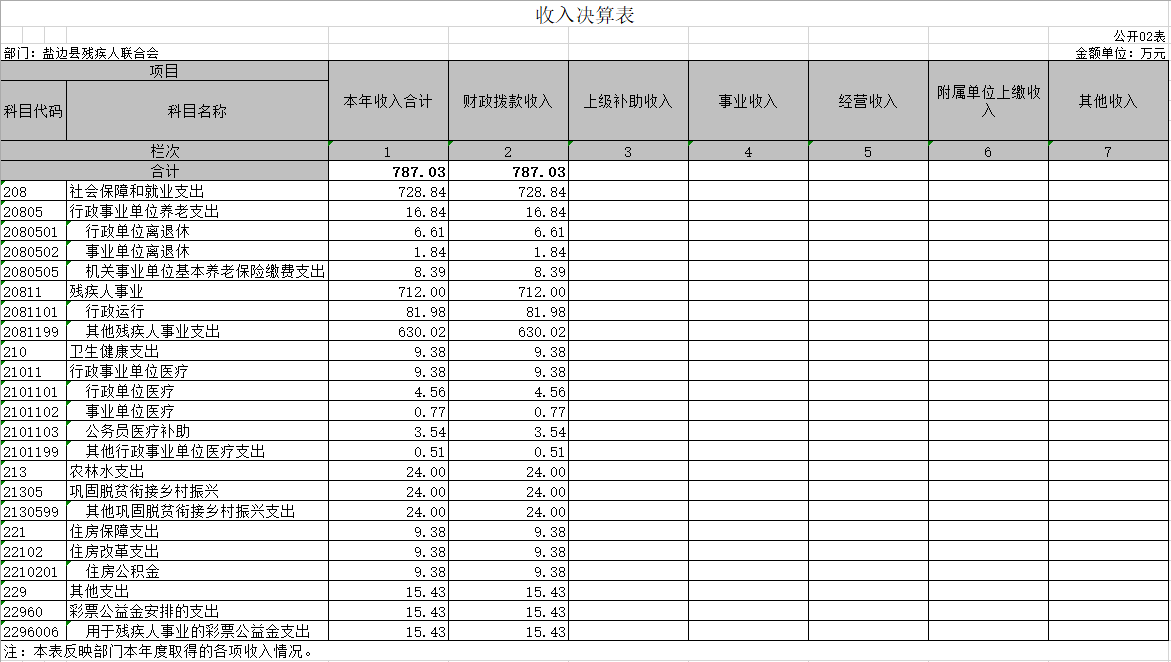 收入决算表
公开02表
部门：盐边县残疾人联合会 金额单位：万元
项目 本年收入合计 财政拨款收入 上级补助收入 事业收入 经营收入 附属单位上缴收入 其他收入
科目代码 科目名称
栏次 1 2 3 4 5 6 7
合计 787.03 787.03
208 社会保障和就业支出 728.84 728.84
20805 行政事业单位养老支出 16.84 16.84
2080501 行政单位离退休 6.61 6.61
2080502 事业单位离退休 1.84 1.84
2080505 机关事业单位基本养老保险缴费支出 8.39 8.39
20811 残疾人事业 712.00 712.00
2081101 行政运行 81.98 81.98
2081199 其他残疾人事业支出 630.02 630.02
210 卫生健康支出 9.38 9.38
21011 行政事业单位医疗 9.38 9.38
2101101 行政单位医疗 4.56 4.56
2101102 事业单位医疗 0.77 0.77
2101103 公务员医疗补助 3.54 3.54
2101199 其他行政事业单位医疗支出 0.51 0.51
213 农林水支出 24.00 24.00
21305 巩固脱贫衔接乡村振兴 24.00 24.00
2130599 其他巩固脱贫衔接乡村振兴支出 24.00 24.00
221 住房保障支出 9.38 9.38
22102 住房改革支出 9.38 9.38
2210201 住房公积金 9.38 9.38
229 其他支出 15.43 15.43
22960 彩票公益金安排的支出 15.43 15.43
2296006 用于残疾人事业的彩票公益金支出 15.43 15.43
注：本表反映部门本年度取得的各项收入情况。